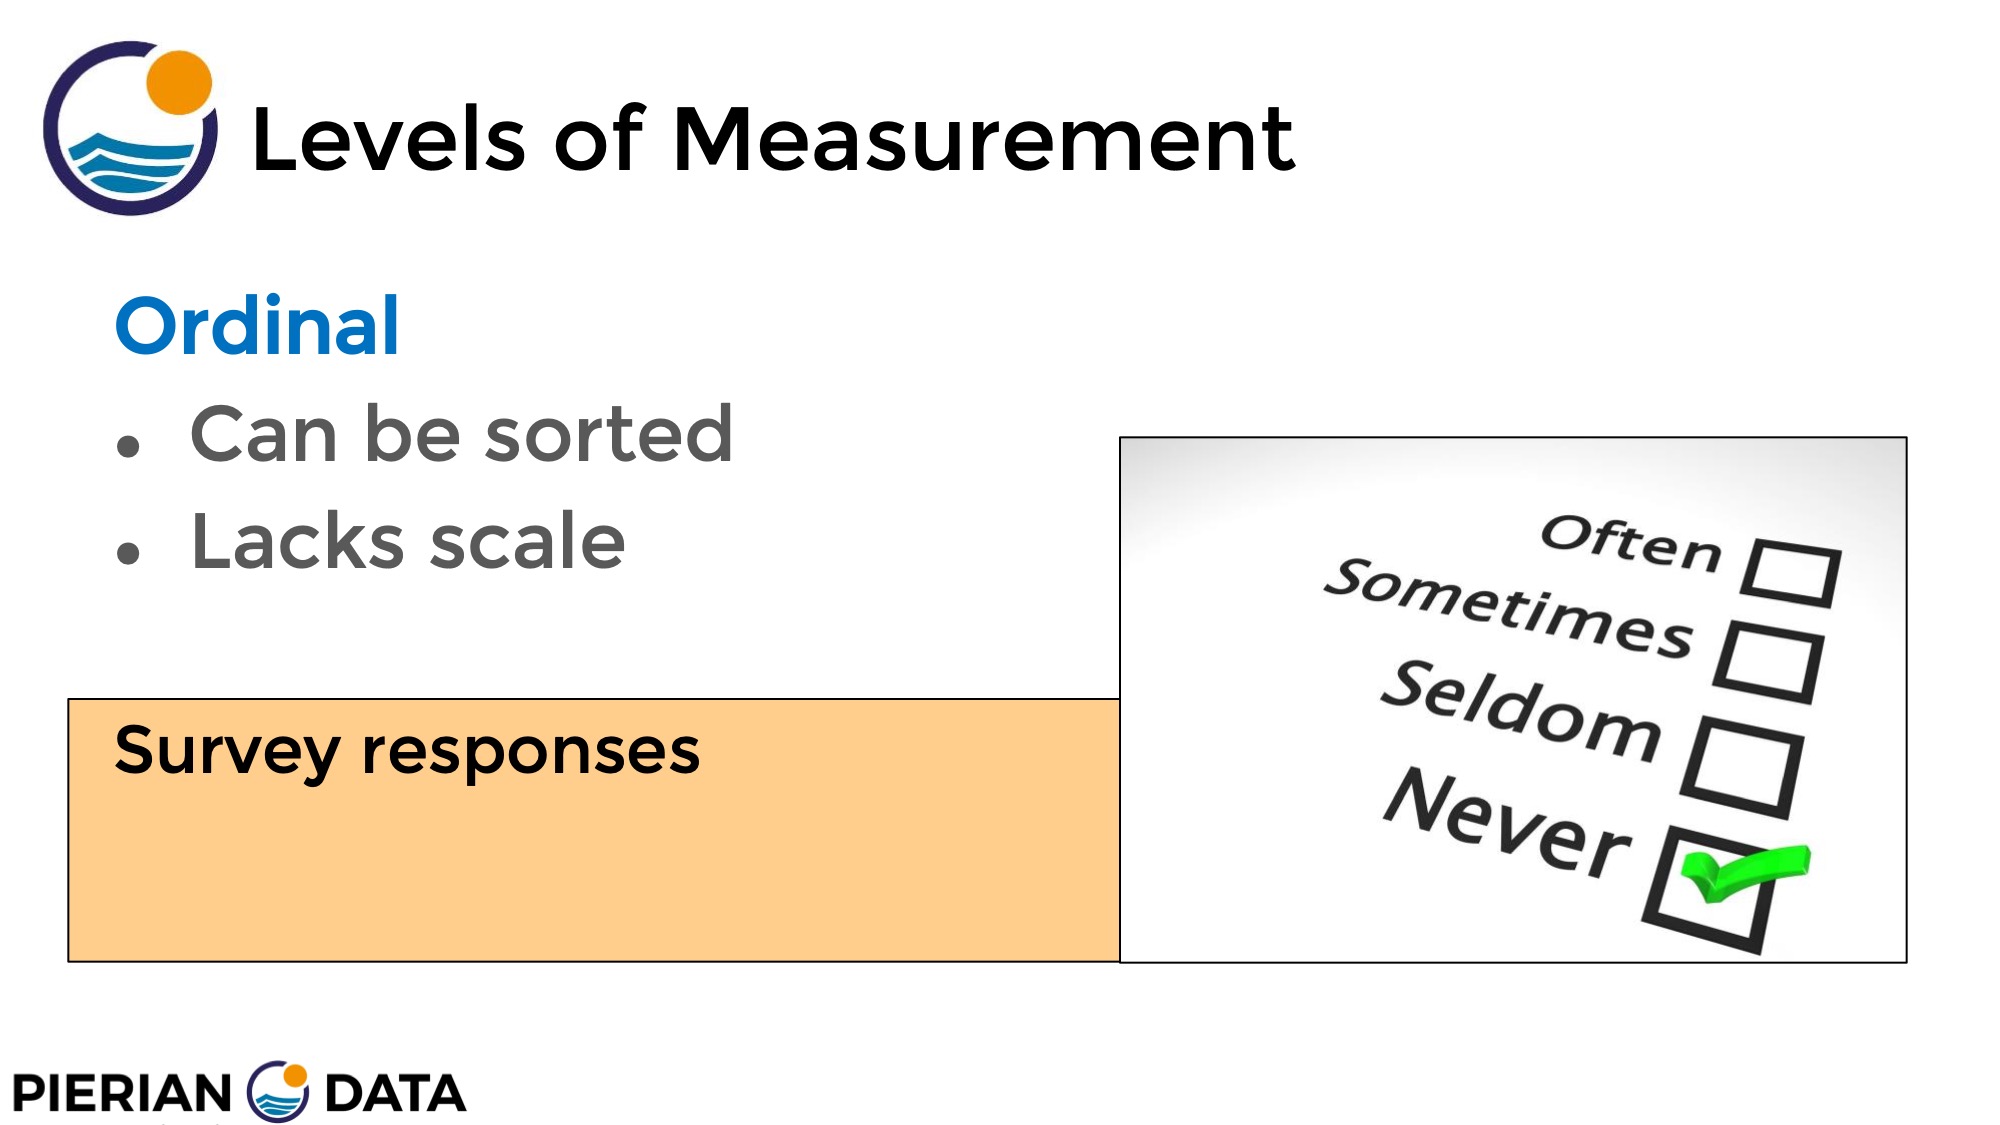 Levels of Measurement
Ordinal
● Can be sorted
● Lacks scale
Survey responses
Often
Sometimes
Seldom
Never
PIERIAN DATA